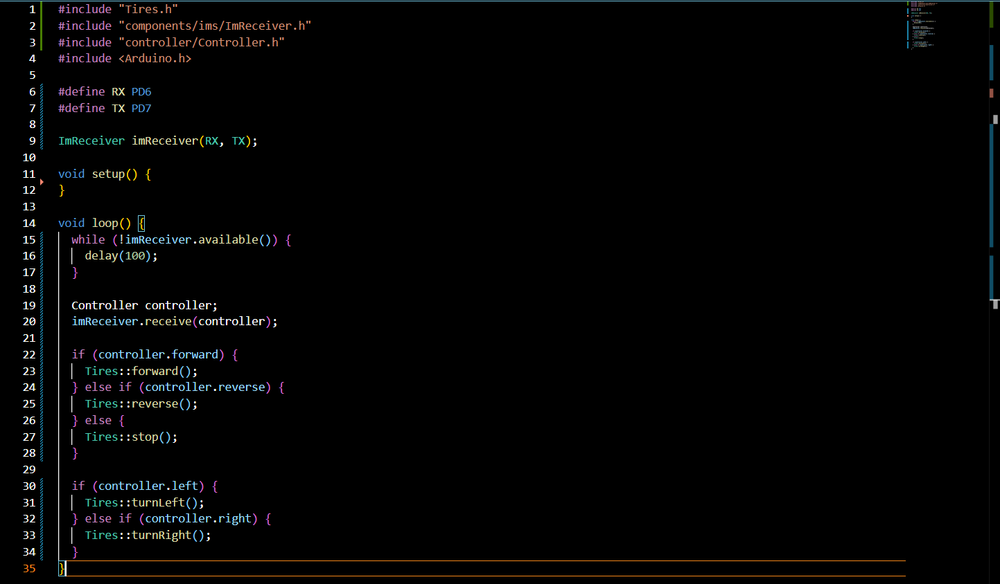 1 #include "Tires.h"
2 #include "components/ims/ImReceiver.h"
3 #include "controller/Controller.h"
4 #include <Arduino.h>
5
6 #define RX PD6
7 #define TX PD7
8
9 ImReceiver imReceiver(RX, TX);
10
11 void setup() {
12 }
13
14 void loop() {
15   while (!imReceiver.available()) {
16     delay(100);
17   }
18
19   Controller controller;
20   imReceiver.receive(controller);
21
22   if (controller.forward) {
23     Tires::forward();
24   } else if (controller.reverse) {
25     Tires::reverse();
26   } else {
27     Tires::stop();
28   }
29
30   if (controller.left) {
31     Tires::turnLeft();
32   } else if (controller.right) {
33     Tires::turnRight();
34   }
35 }